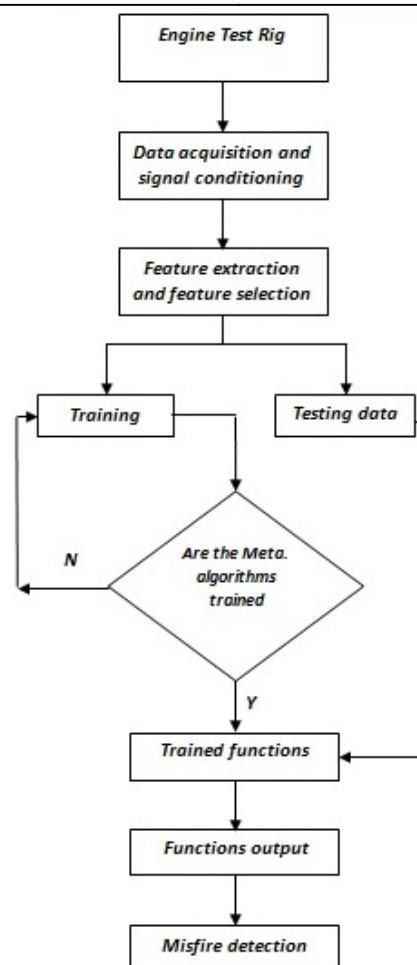 Engine Test Rig
Data acquisition and
signal conditioning
Feature extraction
and feature selection
Training
Testing data
Are the Meta.
algorithms
trained
N
Y
Trained functions
Functions output
Misfire detection